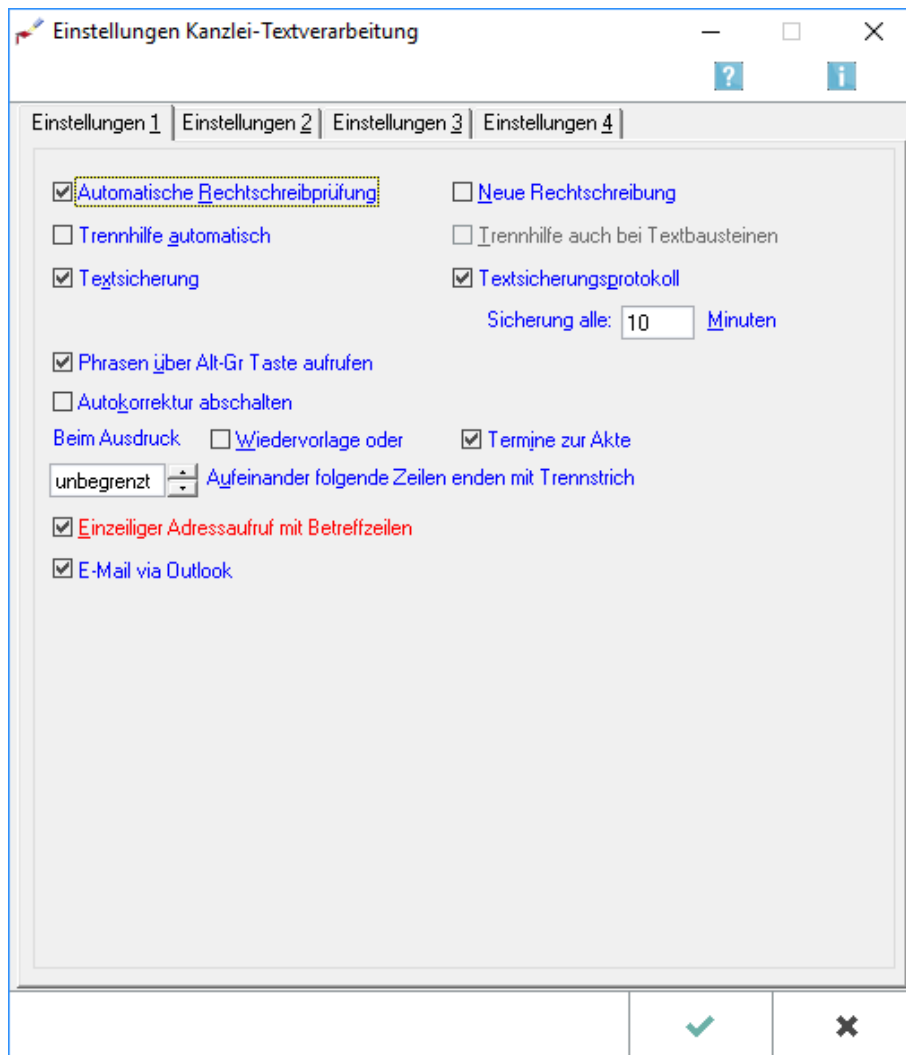 Einstellungen Kanzlei-Textverarbeitung
? i
Einstellungen 1 Einstellungen 2 Einstellungen 3 Einstellungen 4
Automatische Rechtschreibprüfung Neue Rechtschreibung
Trennhilfe automatisch Trennhilfe auch bei Textbausteinen
Textsicherung Textsicherungsprotokoll
Sicherung alle: 10 Minuten
Phrasen über Alt-Gr Taste aufrufen
Autokorrektur abschalten
Beim Ausdruck Wiedervorlage oder Termine zur Akte
unbegrenzt Aufeinander folgende Zeilen enden mit Trennstrich
Einzeiliger Adressaufruf mit Betreffzeilen
E-Mail via Outlook